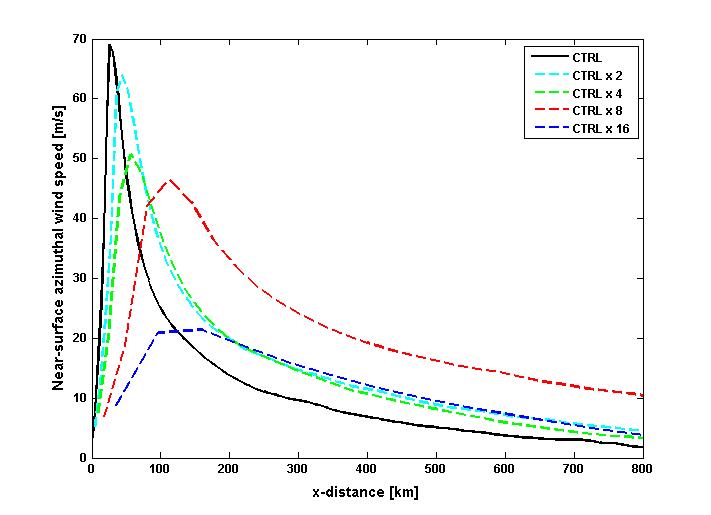 70
60
50
40
30
20
10
0
Near-surface azimuthal wind speed [m/s]
CTRL
CTRL x 2
CTRL x 4
CTRL x 8
CTRL x 16
0 100 200 300 400 500 600 700 800
x-distance [km]